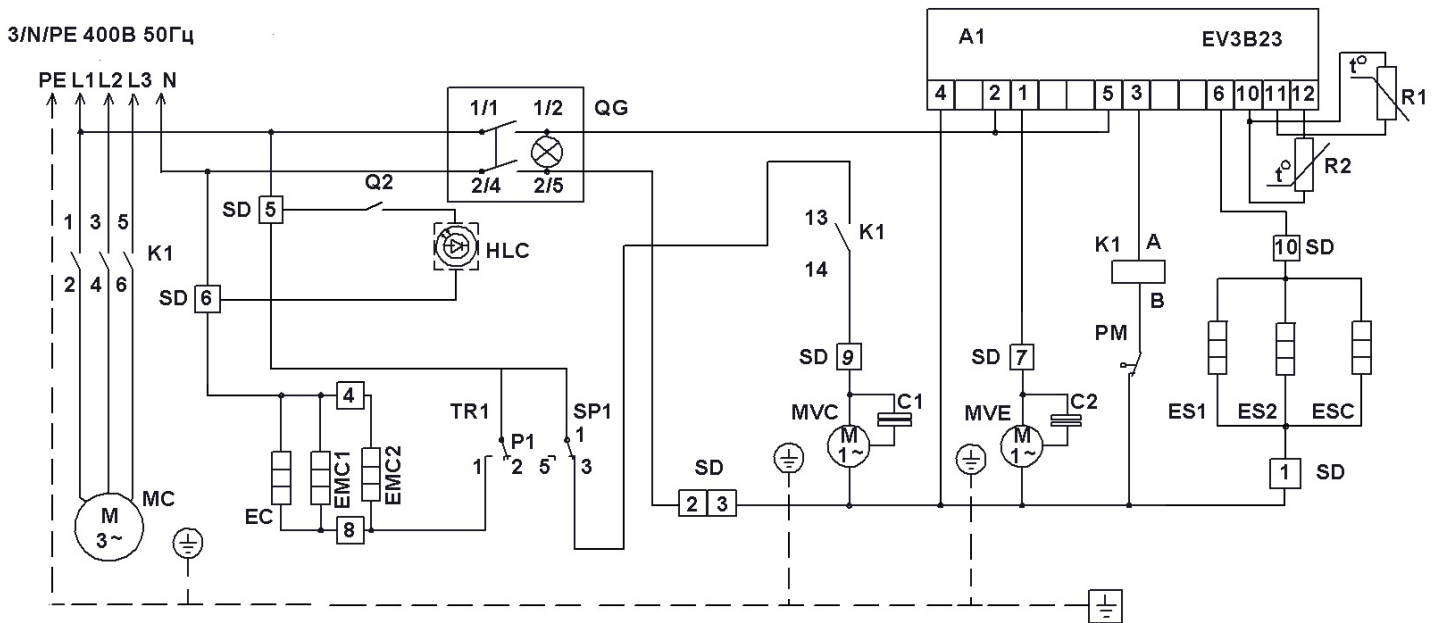 3/N/PE 400В 50Гц
PE L1 L2 L3 N
1/1 1/2 QG
2/4 2/5
A1 EV3B23
4 2 1 5 3 6 10 11 12
t° R1
t° R2
Q2
SD 5
HLC
SD 6
1 3 5
K1
2 4 6
13
K1
14
K1 A
B
10 SD
PM
SD 9
SD 7
MVC C1
M
1~
MVE C2
M
1~
ES1 ES2 ESC
4
TR1 SP1
P1 1
1 2 5 3
EC EMC1 EMC2
8
SD
2 3
1 SD
MC
M
3~